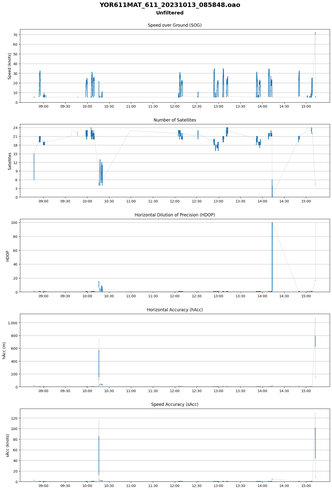 YOR611MAT_611_20231013_085848.oao
Unfiltered
Speed over Ground (SOG)
Speed (knots)
70
60
50
40
30
20
10
0
09:00 09:30 10:00 10:30 11:00 11:30 12:00 12:30 13:00 13:30 14:00 14:30 15:00
Number of Satellites
Satellites
24
21
18
15
12
9
6
3
0
09:00 09:30 10:00 10:30 11:00 11:30 12:00 12:30 13:00 13:30 14:00 14:30 15:00
Horizontal Dilution of Precision (HDOP)
HDOP
100
80
60
40
20
0
09:00 09:30 10:00 10:30 11:00 11:30 12:00 12:30 13:00 13:30 14:00 14:30 15:00
Horizontal Accuracy (hAcc)
hAcc (m)
1,000
800
600
400
200
0
09:00 09:30 10:00 10:30 11:00 11:30 12:00 12:30 13:00 13:30 14:00 14:30 15:00
Speed Accuracy (sAcc)
sAcc (knots)
120
100
80
60
40
20
0
09:00 09:30 10:00 10:30 11:00 11:30 12:00 12:30 13:00 13:30 14:00 14:30 15:00